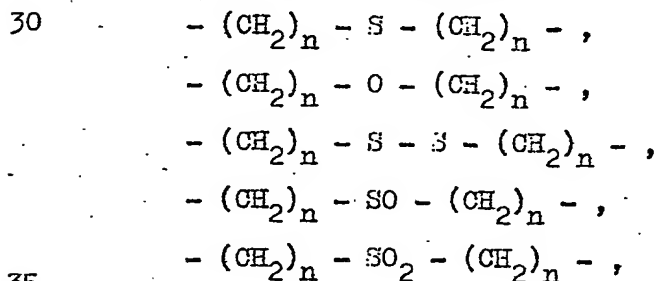 30 - (CH₂)ₙ - S - (CH₂)ₙ - ,
- (CH₂)ₙ - O - (CH₂)ₙ - ,
- (CH₂)ₙ - S - S - (CH₂)ₙ - ,
- (CH₂)ₙ - SO - (CH₂)ₙ - ,
- (CH₂)ₙ - SO₂ - (CH₂)ₙ - ,
35